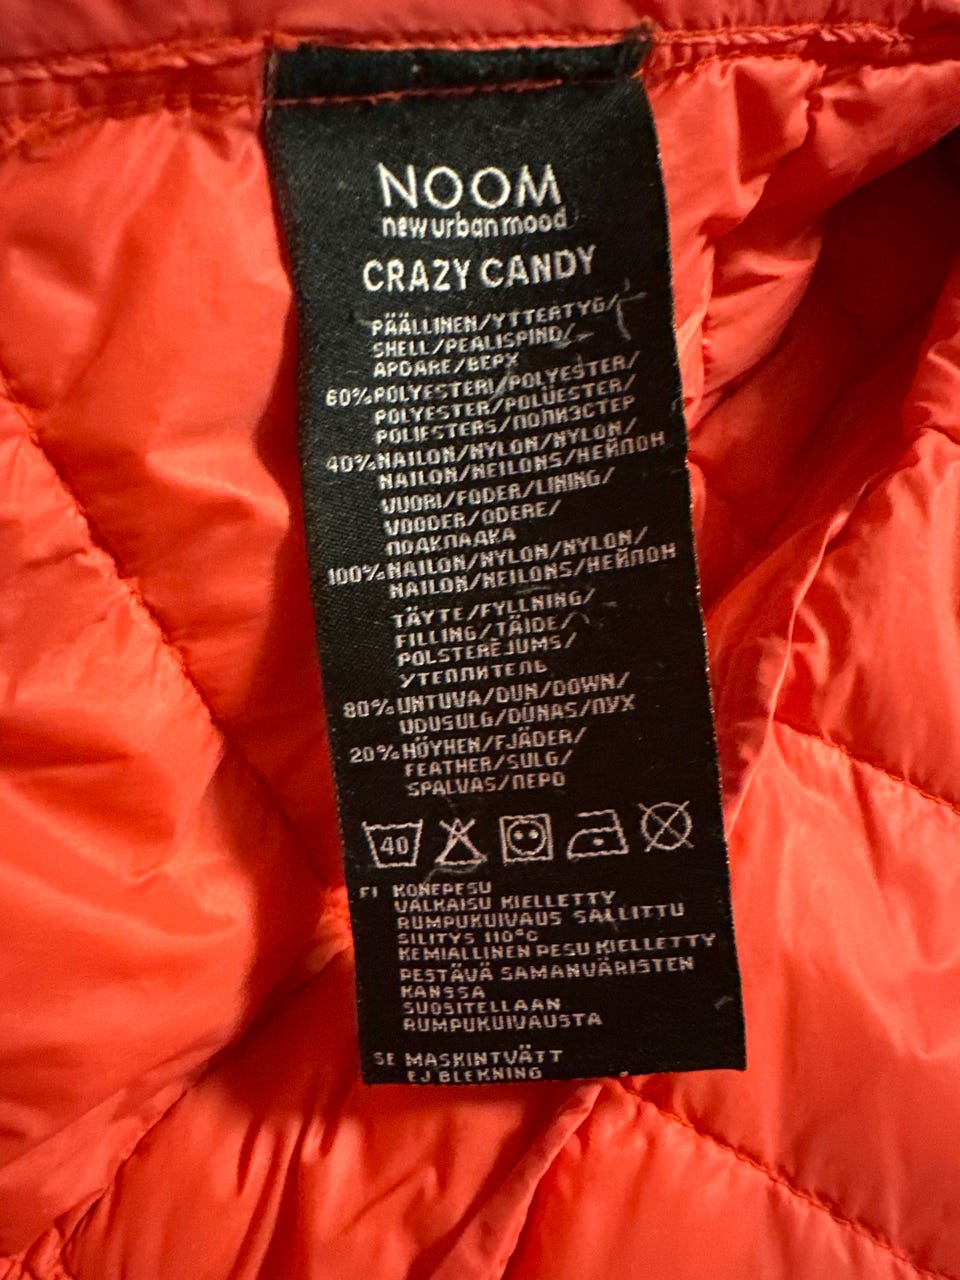 NOOM
new urban mood
CRAZY CANDY
PÄÄLLINEN/YTTERTYG/
SHELL/PEALISPIND/
APĢARE/ВЕРХ
60% POLYESTERI/POLYESTER/
POLYESTER/POLÜESTER/
POLIESTERS/ПОЛИЭСТЕР
40% NAILON/NYLON/NYLON/
NAILON/NEILONS/НЕЙЛОН
VUORI/FODER/LINING/
VOODER/ODERE/
ПОДКЛАДКА
100% NAILON/NYLON/NYLON/
NAILON/NEILONS/НЕЙЛОН
TÄYTE/FYLLNING/
FILLING/TÄIDE/
POLSTERĒJUMS/
УТЕПЛИТЕЛЬ
80% UNTUVA/DUN/DOWN/
UDUSULG/DŪNAS/ПУХ
20% HÖYHEN/FJÄDER/
FEATHER/SULG/
SPALVAS/ПЕРО
40
FI KONEPESU
VALKAISU KIELLETTY
RUMPUKUIVAUS SALLITTU
SILITYS 110°C
KEMIALLINEN PESU KIELLETTY
PESTÄVÄ SAMANVÄRISTEN
KANSSA
SUOSITELLAAN
RUMPUKUIVAUSTA
SE MASKINTVÄTT
EJ BLEKNING